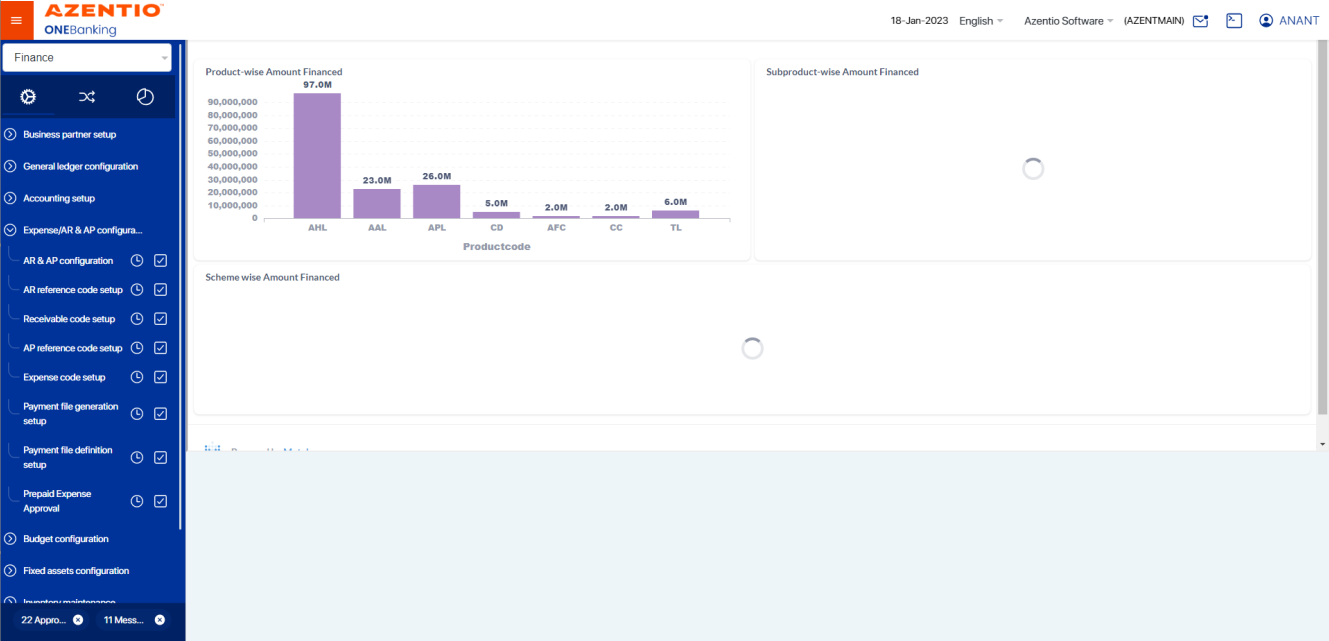 AZENTIO
ONEBanking
18-Jan-2023 English Azentio Software (AZENTMAIN) ANANT
Finance
Business partner setup
General ledger configuration
Accounting setup
Expense/AR & AP configura...
AR & AP configuration
AR reference code setup
Receivable code setup
AP reference code setup
Expense code setup
Payment file generation
setup
Payment file definition
setup
Prepaid Expense
Approval
Budget configuration
Fixed assets configuration
Inventory maintenance
22 Appro... 11 Mess...
Product-wise Amount Financed
97.0M
90,000,000
80,000,000
70,000,000
60,000,000
50,000,000
40,000,000
30,000,000
20,000,000
10,000,000
0
23.0M
26.0M
5.0M
2.0M
2.0M
6.0M
AHL AAL APL CD AFC CC TL
Productcode
Subproduct-wise Amount Financed
Scheme wise Amount Financed